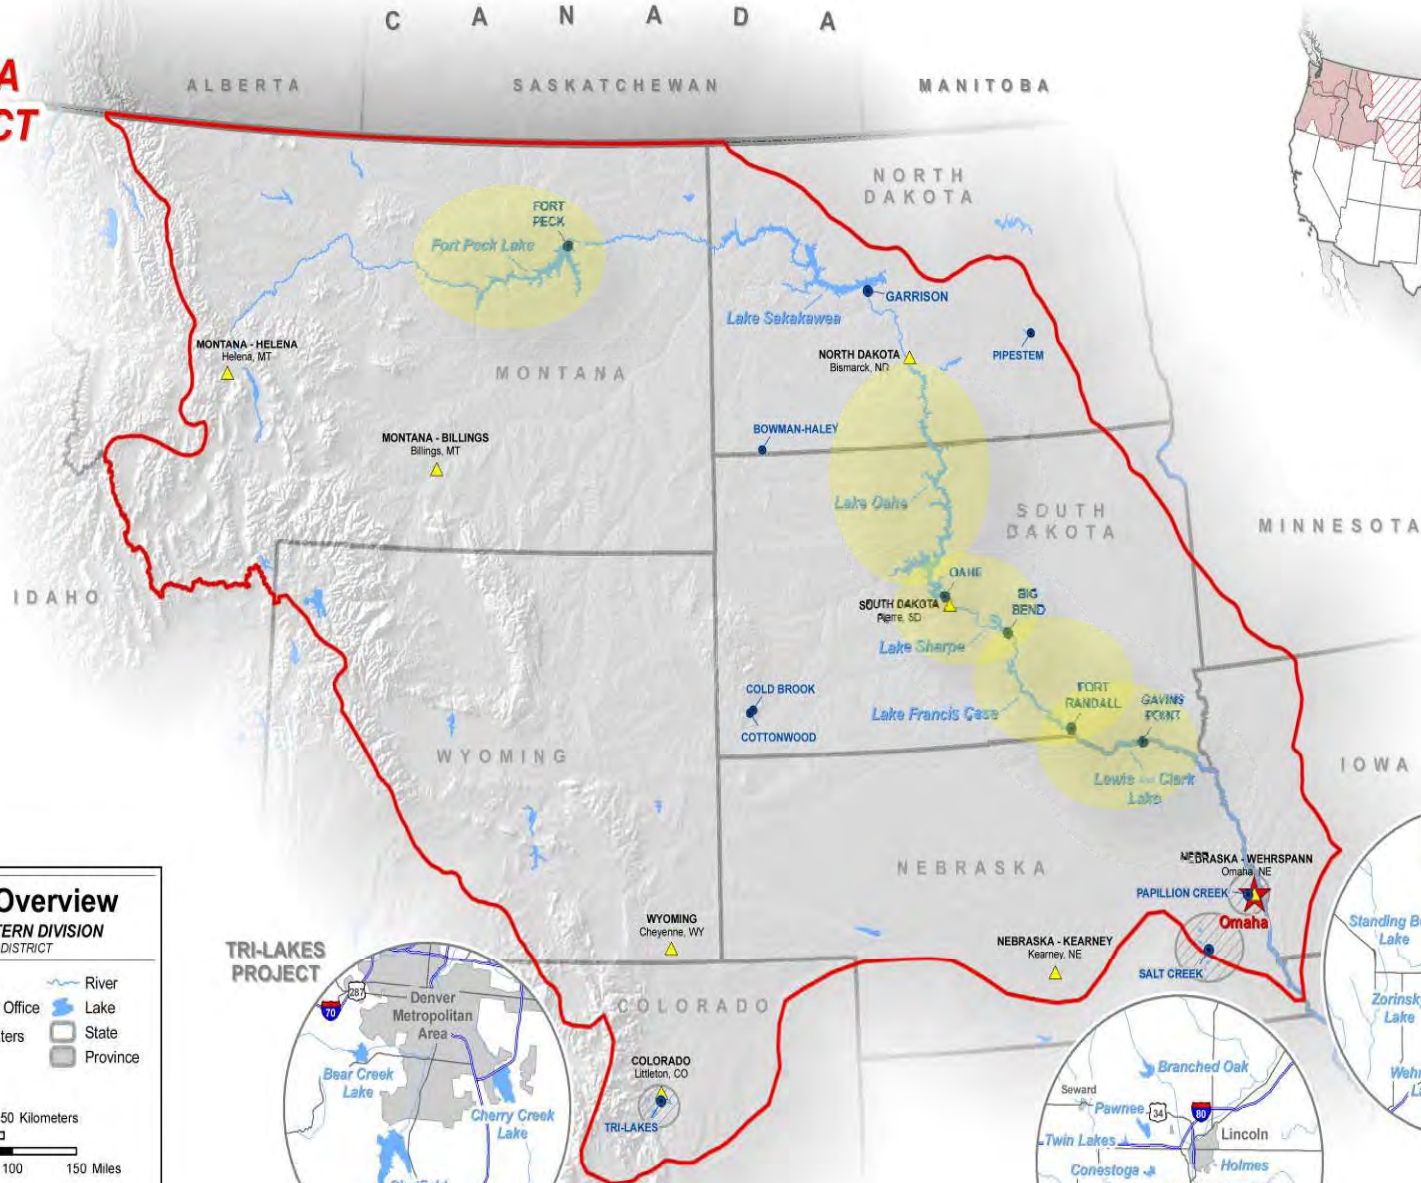 C A N A D A
ALBERTA
SASKATCHEWAN
MANITOBA
A
CT
NORTH
DAKOTA
FORT
PECK
Fort Peck Lake
GARRISON
Lake Sakakawea
MONTANA - HELENA
Helena, MT
NORTH DAKOTA
Bismarck, ND
PIPESTEM
MONTANA
BOWMAN-HALEY
MONTANA - BILLINGS
Billings, MT
Lake Oahe
SOUTH
DAKOTA
MINNESOTA
IDAHO
OAHE
SOUTH DAKOTA
Pierre, SD
BIG
BEND
Lake Sharpe
COLD BROOK
COTTONWOOD
FORT
RANDALL
GAVINS
POINT
Lake Francis Case
WYOMING
IOWA
Lewis and Clark
Lake
NEBRASKA
NEBRASKA - WEHRSPANN
Omaha, NE
PAPILLION CREEK
Omaha
Overview
TERN DIVISION
DISTRICT
River
Office
Lake
ters
State
Province
50 Kilometers
100
150 Miles
WYOMING
Cheyenne, WY
NEBRASKA - KEARNEY
Kearney, NE
SALT CREEK
TRI-LAKES
PROJECT
287
70
Denver
Metropolitan
Area
Bear Creek
Lake
Cherry Creek
Lake
COLORADO
COLORADO
Littleton, CO
TRI-LAKES
Standing B
Lake
Zorinsk
Lake
Weh
Branched Oak
Seward
Pawnee
34
80
Twin Lakes
Lincoln
Conestoga
Holmes